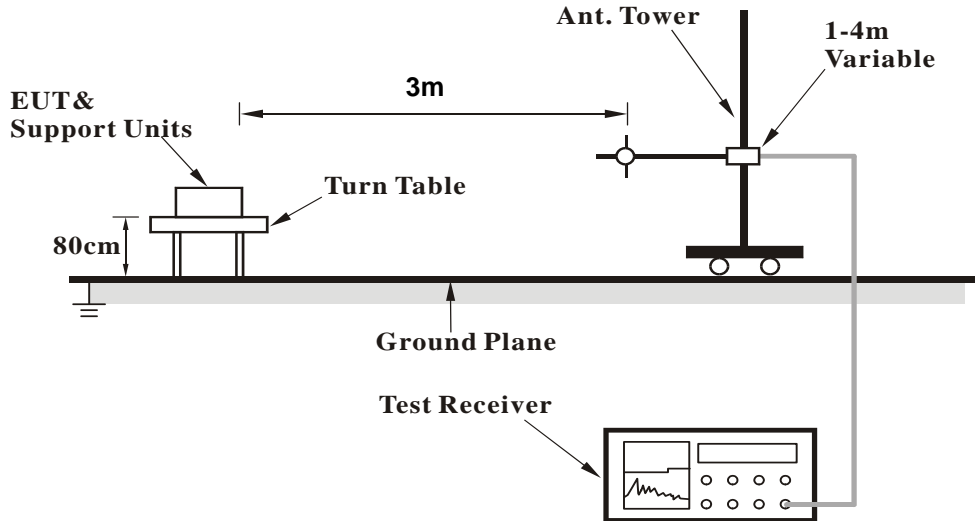 Ant. Tower
1-4m
Variable
3m
EUT&
Support Units
Turn Table
80cm
Ground Plane
Test Receiver